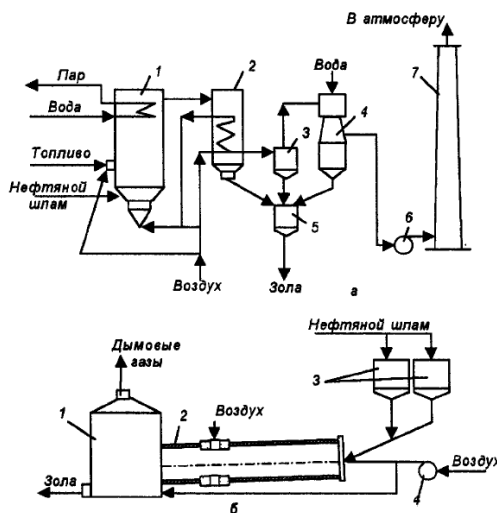 В атмосферу
1
2
7
Пар
Вода
Вода
4
Топливо
3
Нефтяной
шлам
5
6
Воздух
Зола
а
Нефтяной шлам
Дымовые
газы
3
1
2
Воздух
Воздух
Зола
4
б